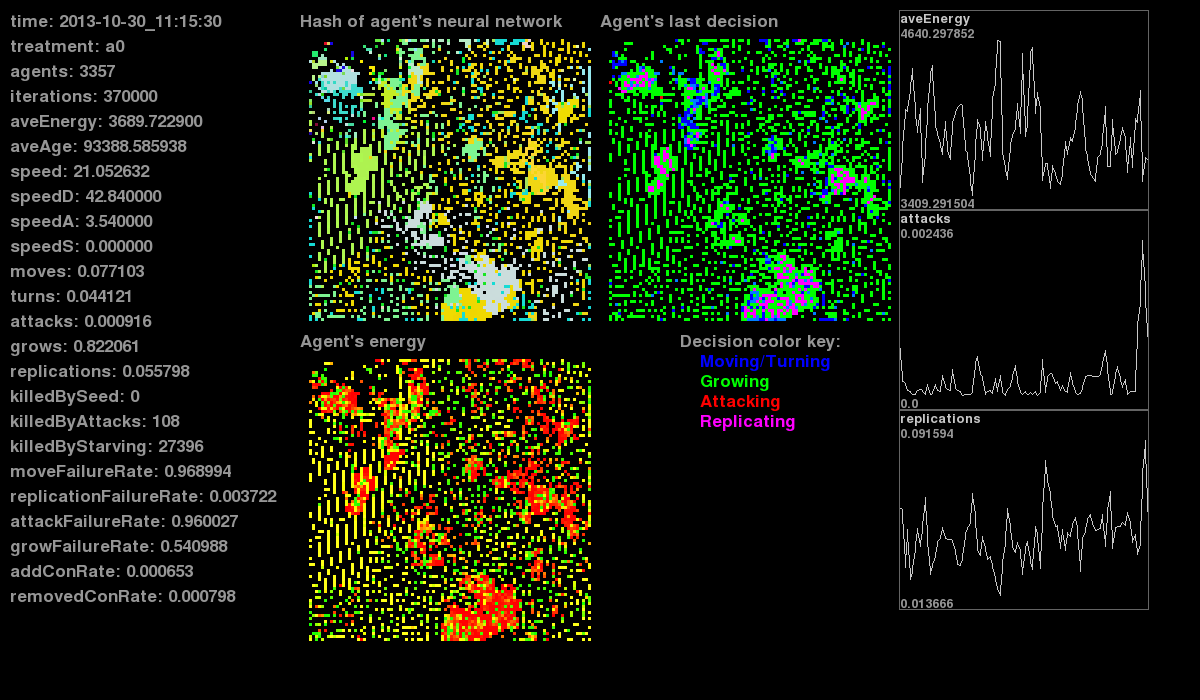 time: 2013-10-30_11:15:30
treatment: a0
agents: 3357
iterations: 370000
aveEnergy: 3689.722900
aveAge: 93388.585938
speed: 21.052632
speedD: 42.840000
speedA: 3.540000
speedS: 0.000000
moves: 0.077103
turns: 0.044121
attacks: 0.000916
grows: 0.822061
replications: 0.055798
killedBySeed: 0
killedByAttacks: 108
killedByStarving: 27396
moveFailureRate: 0.968994
replicationFailureRate: 0.003722
attackFailureRate: 0.960027
growFailureRate: 0.540988
addConRate: 0.000653
removedConRate: 0.000798
Hash of agent's neural network
Agent's last decision
Agent's energy
Decision color key:
Moving/Turning
Growing
Attacking
Replicating
aveEnergy
4640.297852
3409.291504
attacks
0.002436
0.0
replications
0.091594
0.013666